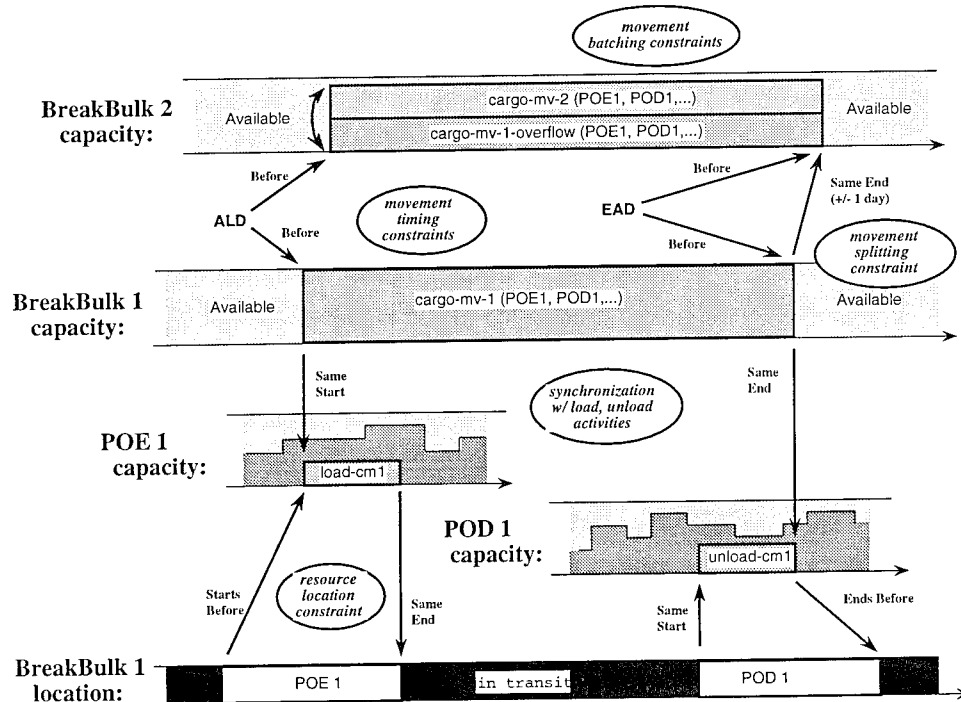 movement
batching constraints
BreakBulk 2
capacity:
Available
cargo-mv-2 (POE1, POD1,...)
cargo-mv-1-overflow (POE1, POD1,...)
Available
Before
Before
Same End
(+/- 1 day)
ALD
movement
timing
constraints
EAD
Before
Before
movement
splitting
constraint
BreakBulk 1
capacity:
Available
cargo-mv-1 (POE1, POD1,...)
Available
Same
Start
synchronization
w/ load, unload
activities
Same
End
POE 1
capacity:
load-cm1
POD 1
capacity:
unload-cm1
Starts
Before
resource
location
constraint
Same
End
Same
Start
Ends Before
BreakBulk 1
location:
POE 1
in transit
POD 1